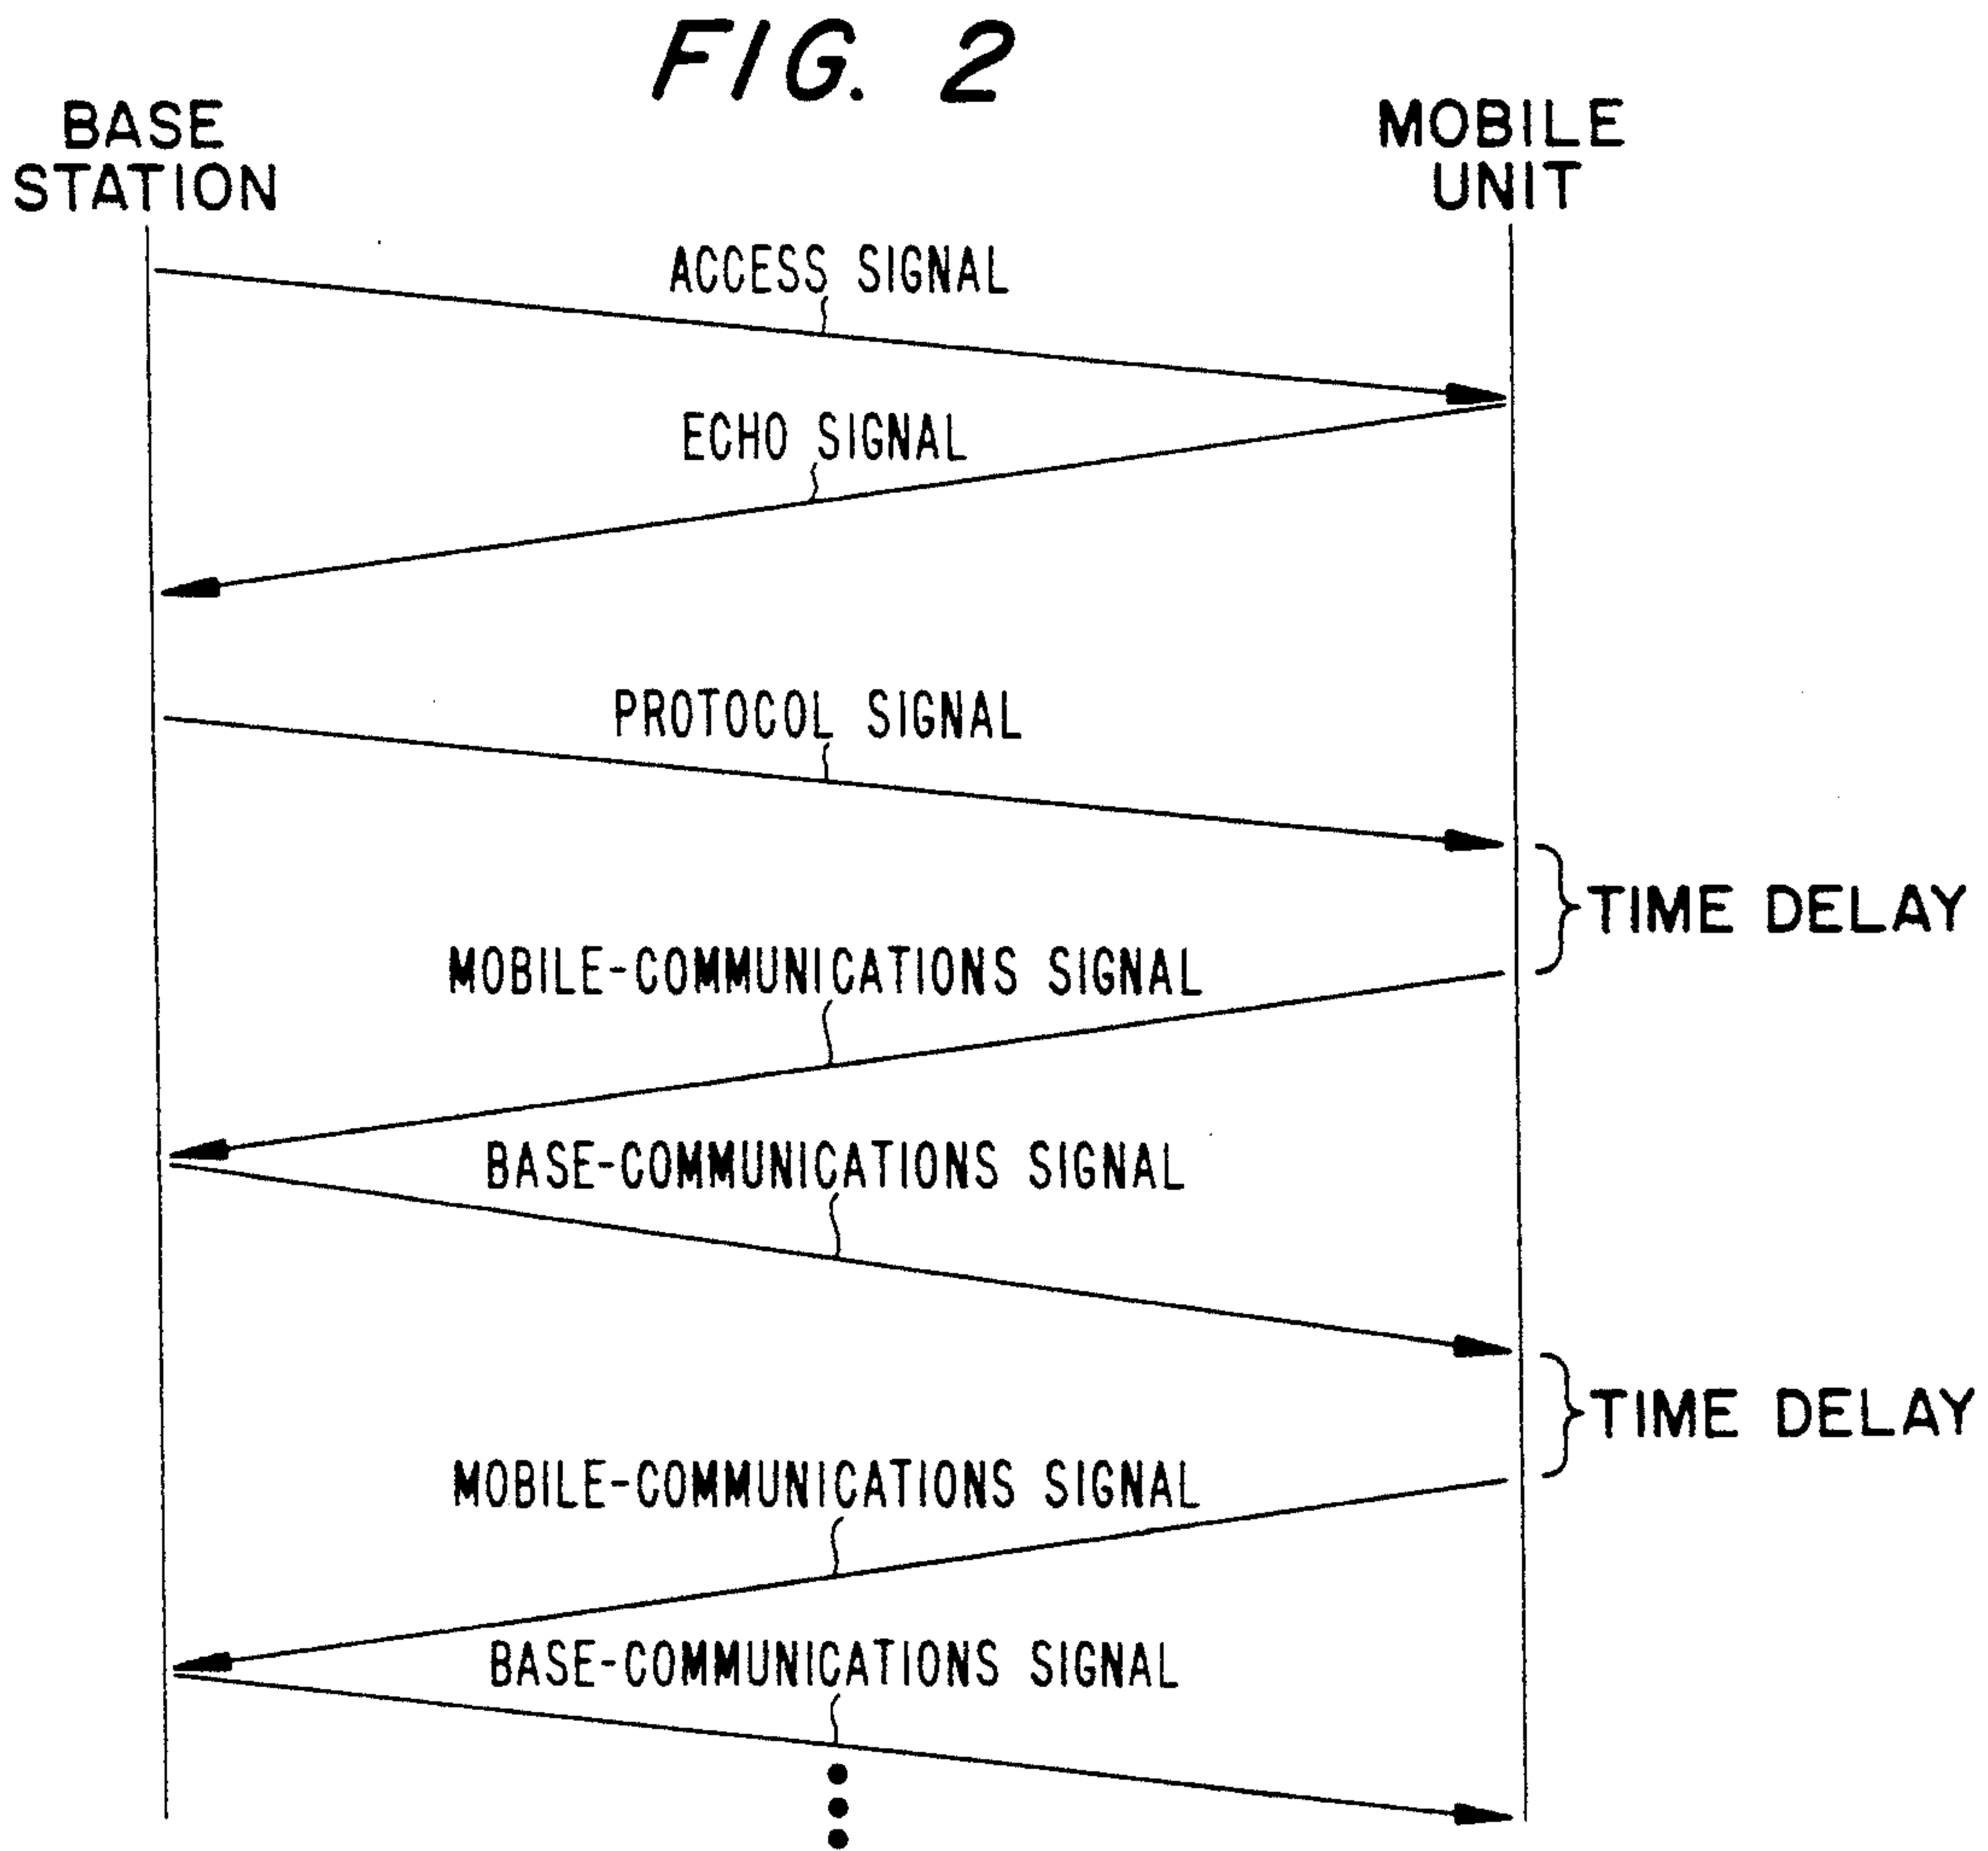 FIG. 2
BASE
STATION
MOBILE
UNIT
ACCESS SIGNAL
ECHO SIGNAL
PROTOCOL SIGNAL
TIME DELAY
MOBILE-COMMUNICATIONS SIGNAL
BASE-COMMUNICATIONS SIGNAL
TIME DELAY
MOBILE-COMMUNICATIONS SIGNAL
BASE-COMMUNICATIONS SIGNAL